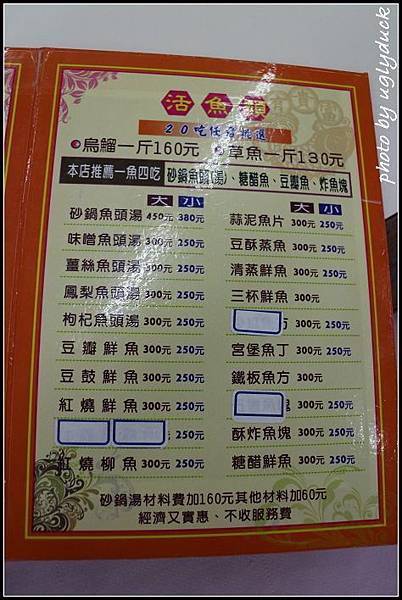 photo by uglyduck
活魚類
20吃任您挑選
烏鰡一斤160元 草魚一斤130元
本店推薦一魚四吃 砂鍋魚頭(湯)、糖醋魚、豆瓣魚、炸魚塊
大 小
砂鍋魚頭湯 450元 380元
味噌魚頭湯 300元 250元
薑絲魚頭湯 300元 250元
鳳梨魚頭湯 300元 250元
枸杞魚頭湯 300元 250元
豆瓣鮮魚 300元 250元
豆鼓鮮魚 300元 250元
紅燒鮮魚 300元 250元
250元
紅燒柳魚 300元 250元
大 小
蒜泥魚片 300元 250元
豆酥蒸魚 300元 250元
清蒸鮮魚 300元 250元
三杯鮮魚 300元
方 300元 250元
宮堡魚丁 300元 250元
鐵板魚方 300元
塊 300元 250元
酥炸魚塊 300元 250元
糖醋鮮魚 300元 250元
砂鍋湯材料費加160元其他材料加60元
經濟又實惠、不收服務費